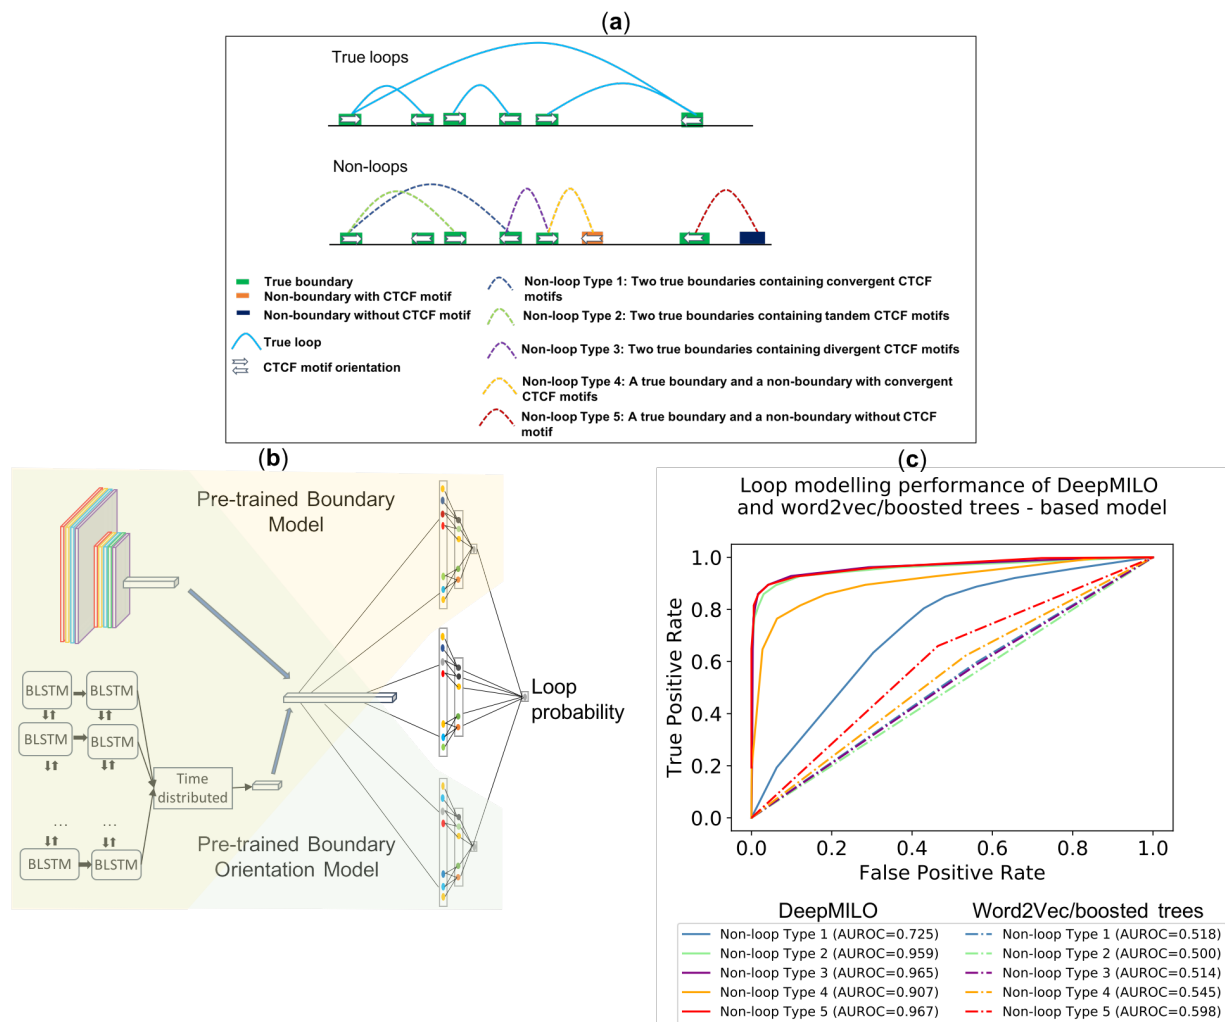 (a)
True loops
Non-loops
True boundary
Non-boundary with CTCF motif
Non-boundary without CTCF motif
True loop
CTCF motif orientation
Non-loop Type 1: Two true boundaries containing convergent CTCF
motifs
Non-loop Type 2: Two true boundaries containing tandem CTCF motifs
Non-loop Type 3: Two true boundaries containing divergent CTCF motifs
Non-loop Type 4: A true boundary and a non-boundary with convergent
CTCF motifs
Non-loop Type 5: A true boundary and a non-boundary without CTCF
motif
(b)
Pre-trained Boundary
Model
BLSTM
BLSTM
BLSTM
BLSTM
Time
distributed
... ...
BLSTM
BLSTM
Loop
probability
Pre-trained Boundary
Orientation Model
(c)
Loop modelling performance of DeepMILO
and word2vec/boosted trees - based model
True Positive Rate
1.0
0.8
0.6
0.4
0.2
0.0
0.0 0.2 0.4 0.6 0.8 1.0
False Positive Rate
DeepMILO
Non-loop Type 1 (AUROC=0.725)
Non-loop Type 2 (AUROC=0.959)
Non-loop Type 3 (AUROC=0.965)
Non-loop Type 4 (AUROC=0.907)
Non-loop Type 5 (AUROC=0.967)
Word2Vec/boosted trees
Non-loop Type 1 (AUROC=0.518)
Non-loop Type 2 (AUROC=0.500)
Non-loop Type 3 (AUROC=0.514)
Non-loop Type 4 (AUROC=0.545)
Non-loop Type 5 (AUROC=0.598)